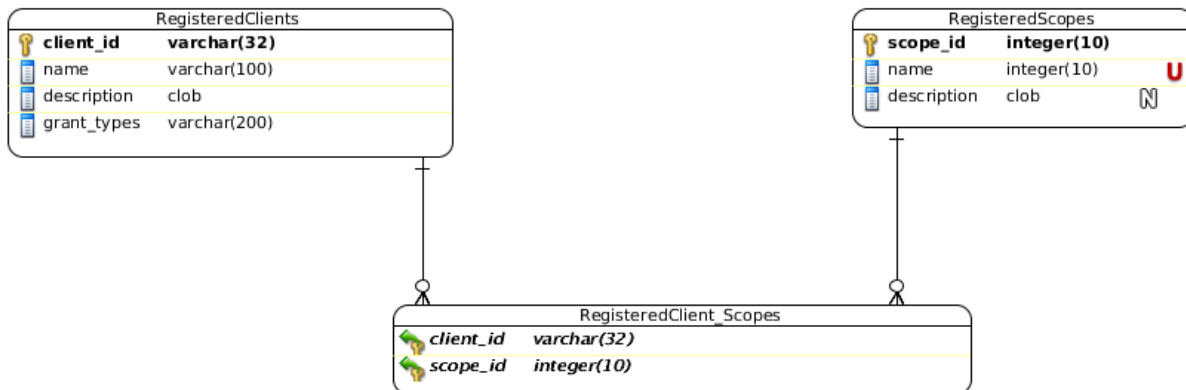 RegisteredClients
client_id varchar(32)
name varchar(100)
description clob
grant_types varchar(200)
RegisteredScopes
scope_id integer(10)
name integer(10) U
description clob N
RegisteredClient_Scopes
client_id varchar(32)
scope_id integer(10)